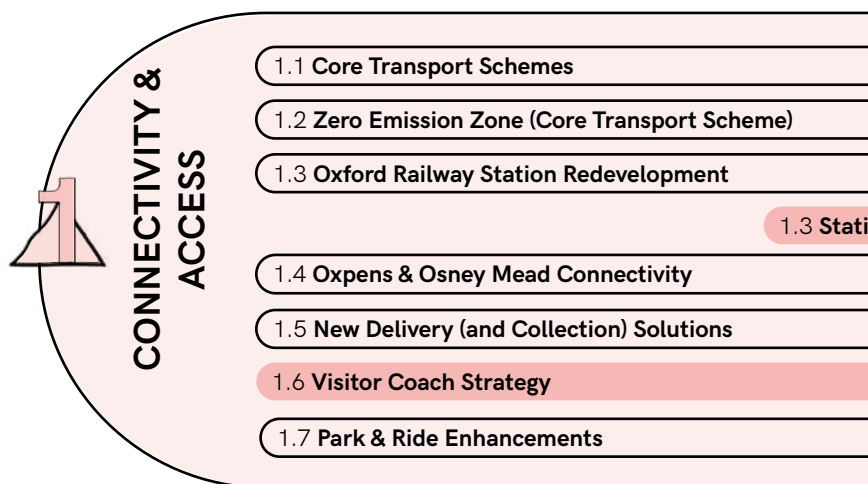 1
CONNECTIVITY &
ACCESS
1.1 Core Transport Schemes
1.2 Zero Emission Zone (Core Transport Scheme)
1.3 Oxford Railway Station Redevelopment
1.3 Stati
1.4 Oxpens & Osney Mead Connectivity
1.5 New Delivery (and Collection) Solutions
1.6 Visitor Coach Strategy
1.7 Park & Ride Enhancements